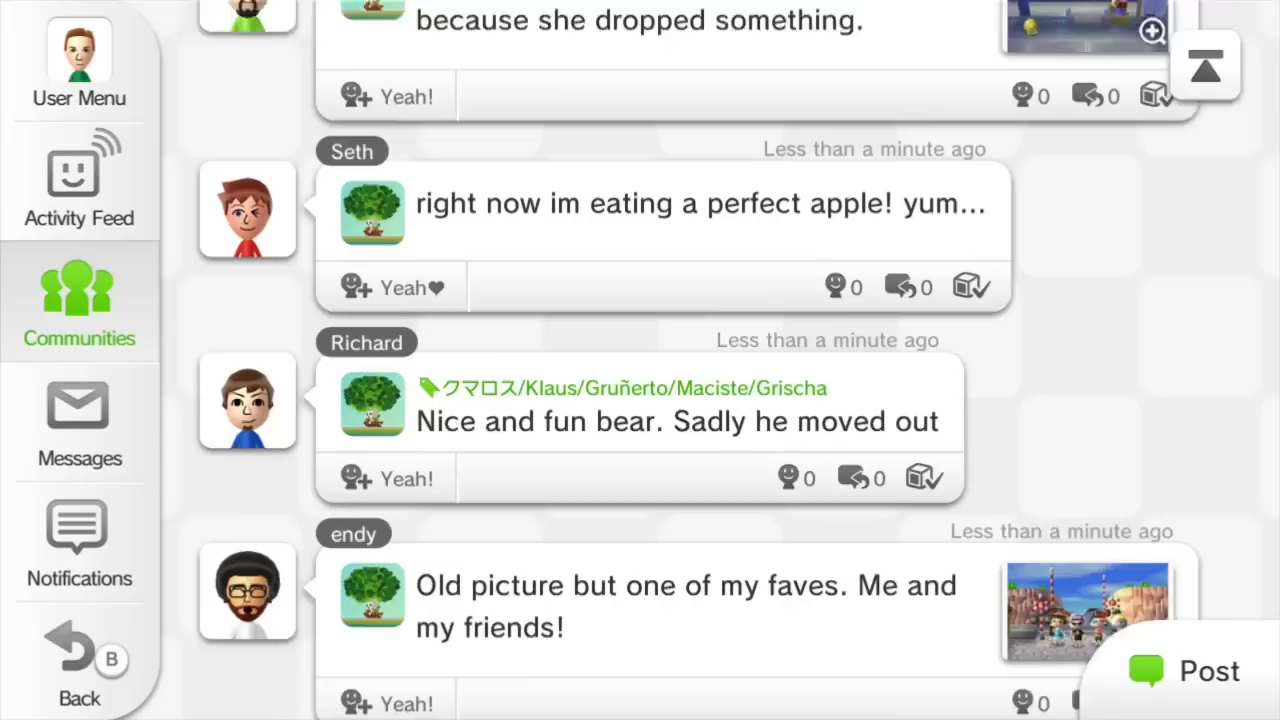 because she dropped something.
User Menu
Yeah!
0
0
Seth
Less than a minute ago
Activity Feed
right now im eating a perfect apple! yum...
Yeah♥
0
0
Communities
Richard
Less than a minute ago
クマロス/Klaus/Gruñerto/Maciste/Grischa
Nice and fun bear. Sadly he moved out
Messages
Yeah!
0
0
endy
Less than a minute ago
Notifications
Old picture but one of my faves. Me and
my friends!
B
Back
Post
Yeah!
0